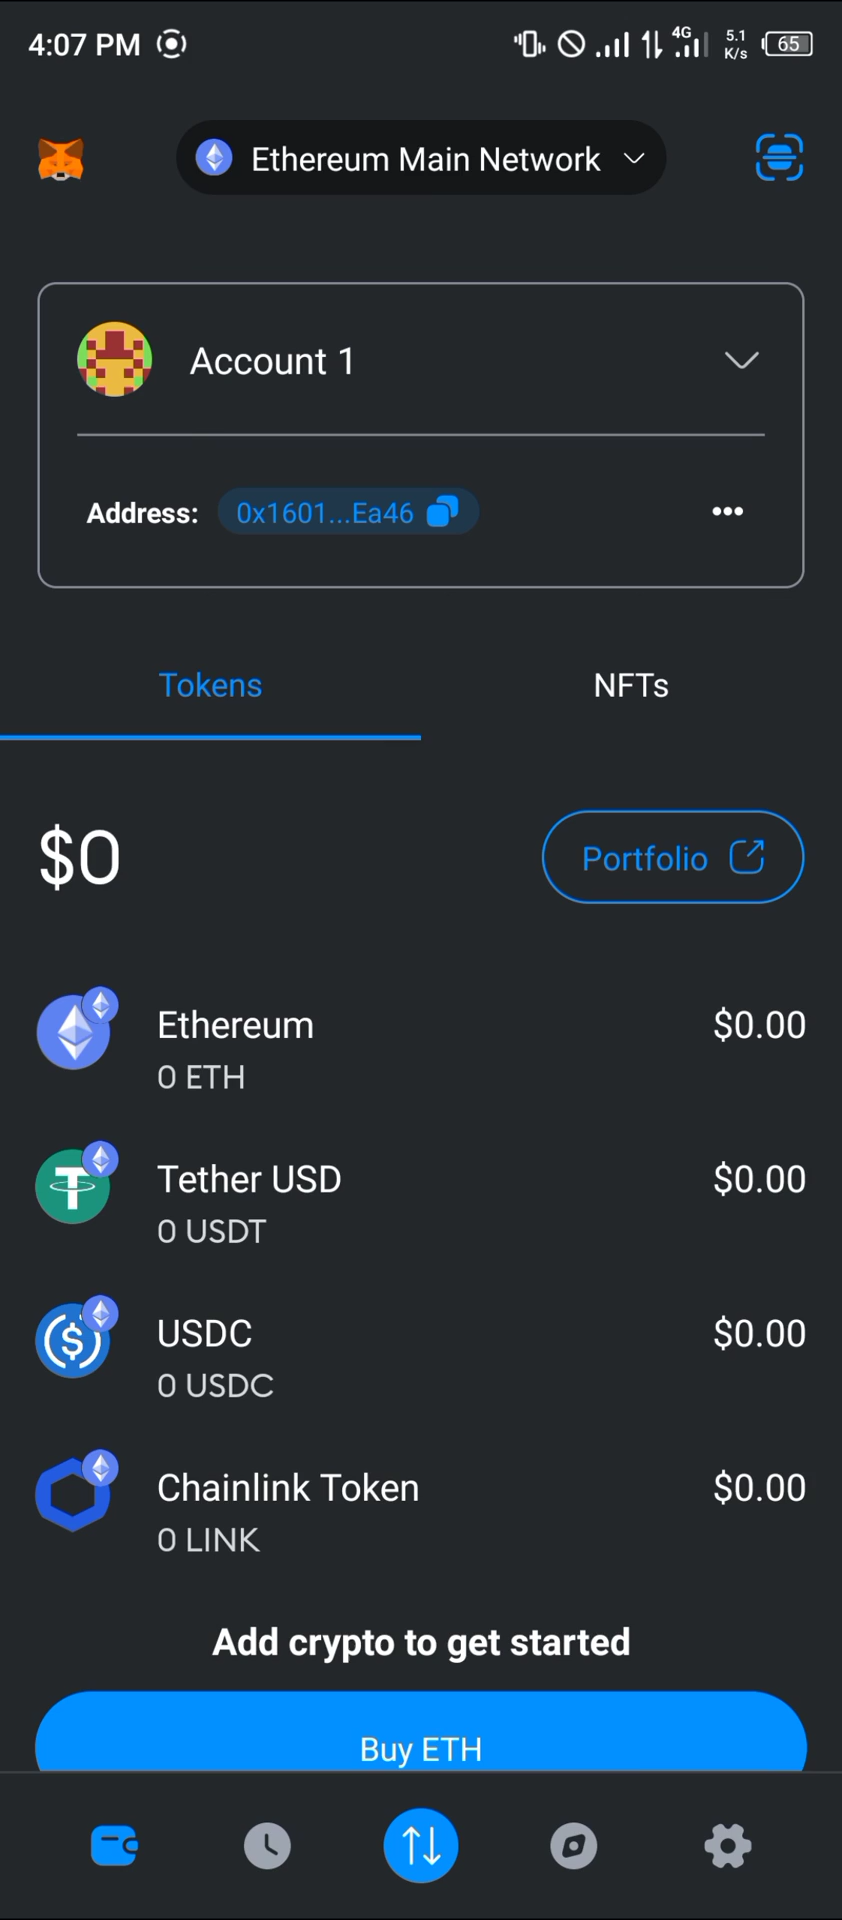 4:07 PM
4G
5.1
K/s
65
Ethereum Main Network
Account 1
Address: 0x1601...Ea46
Tokens
NFTs
$0
Portfolio
Ethereum
$0.00
0 ETH
Tether USD
$0.00
0 USDT
USDC
$0.00
0 USDC
Chainlink Token
$0.00
0 LINK
Add crypto to get started
Buy ETH